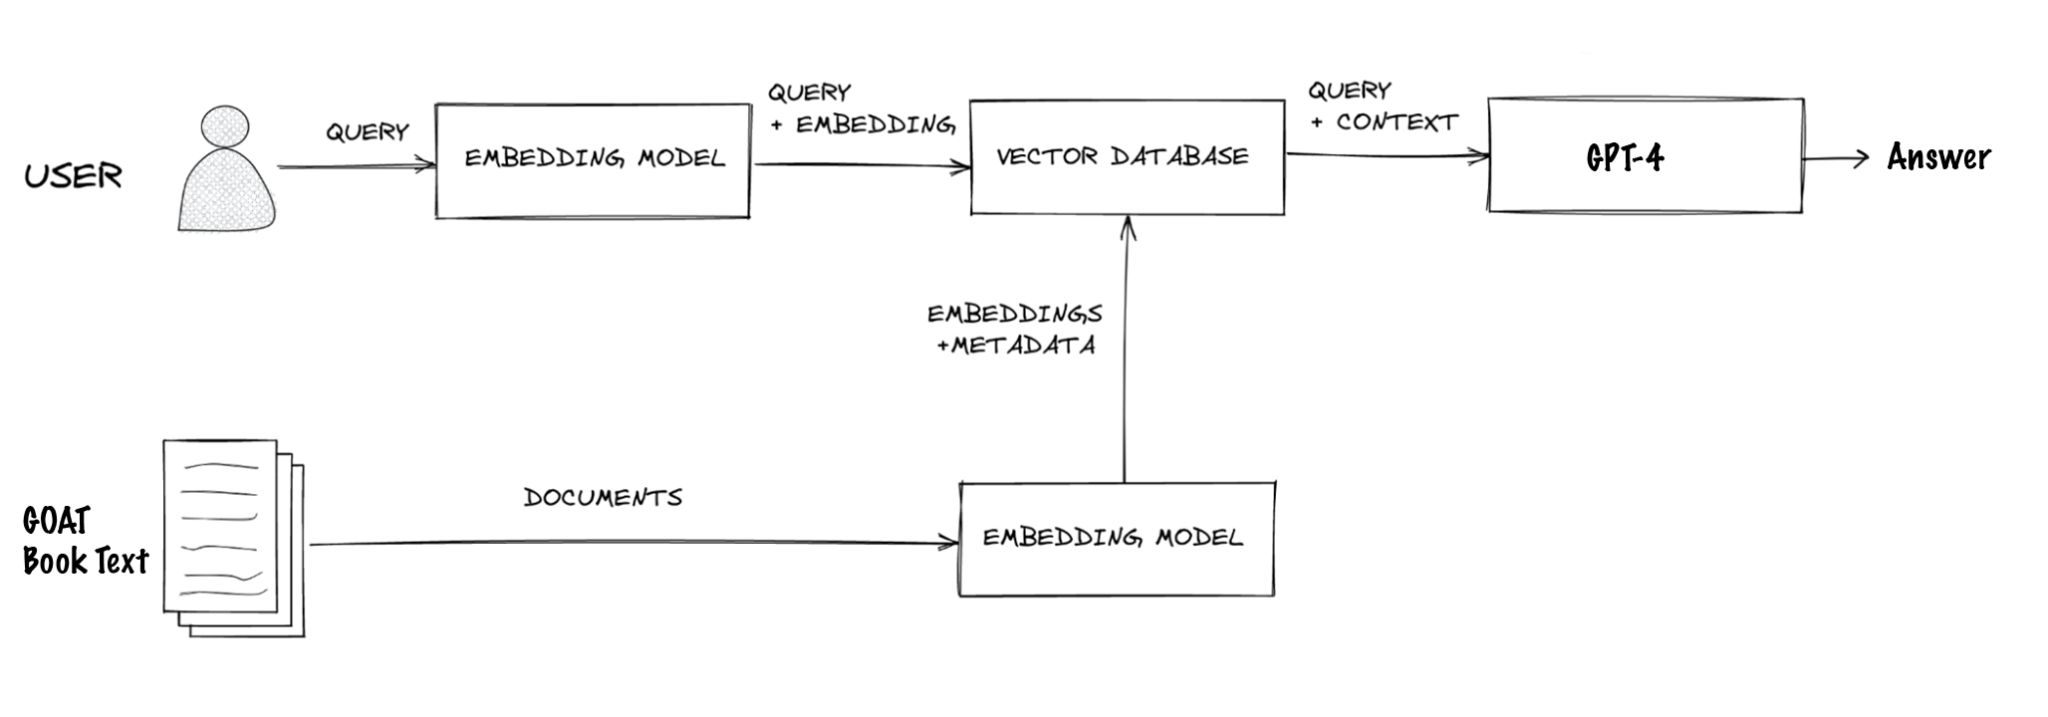 USER
QUERY
EMBEDDING MODEL
QUERY
+ EMBEDDING
VECTOR DATABASE
QUERY
+ CONTEXT
GPT-4
Answer
EMBEDDINGS
+METADATA
GOAT
Book Text
DOCUMENTS
EMBEDDING MODEL